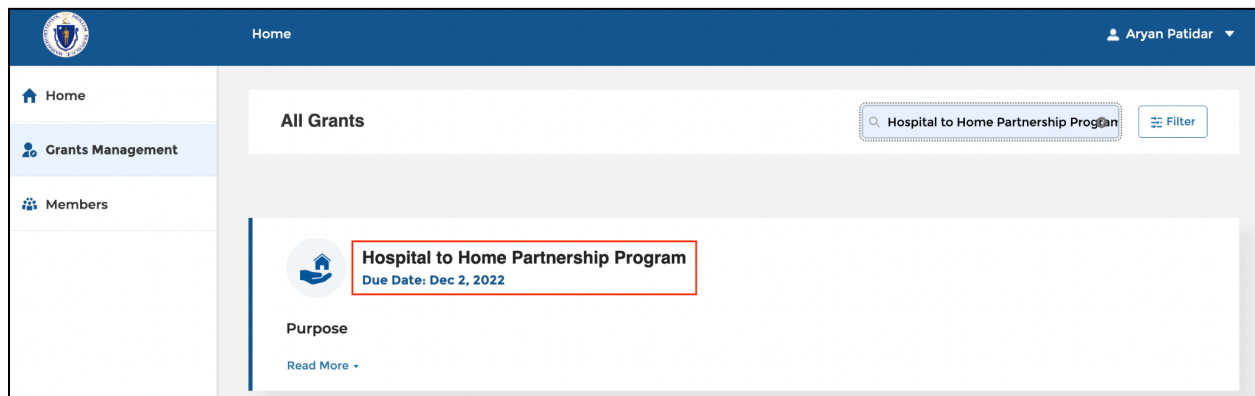 Home
Aryan Patidar
Home
Grants Management
Members
All Grants
Hospital to Home Partnership
Filter
Hospital to Home Partnership Program
Due Date: Dec 2, 2022
Purpose
Read More